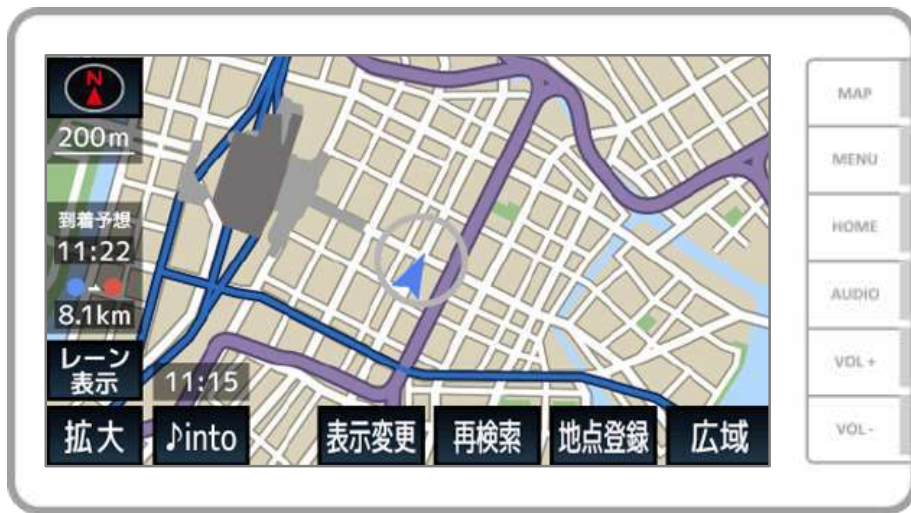 N
200m
到着予想
11:22
8.1km
レーン
表示
11:15
拡大
♪into
表示変更
再検索
地点登録
広域
MAP
MENU
HOME
AUDIO
VOL+
VOL-